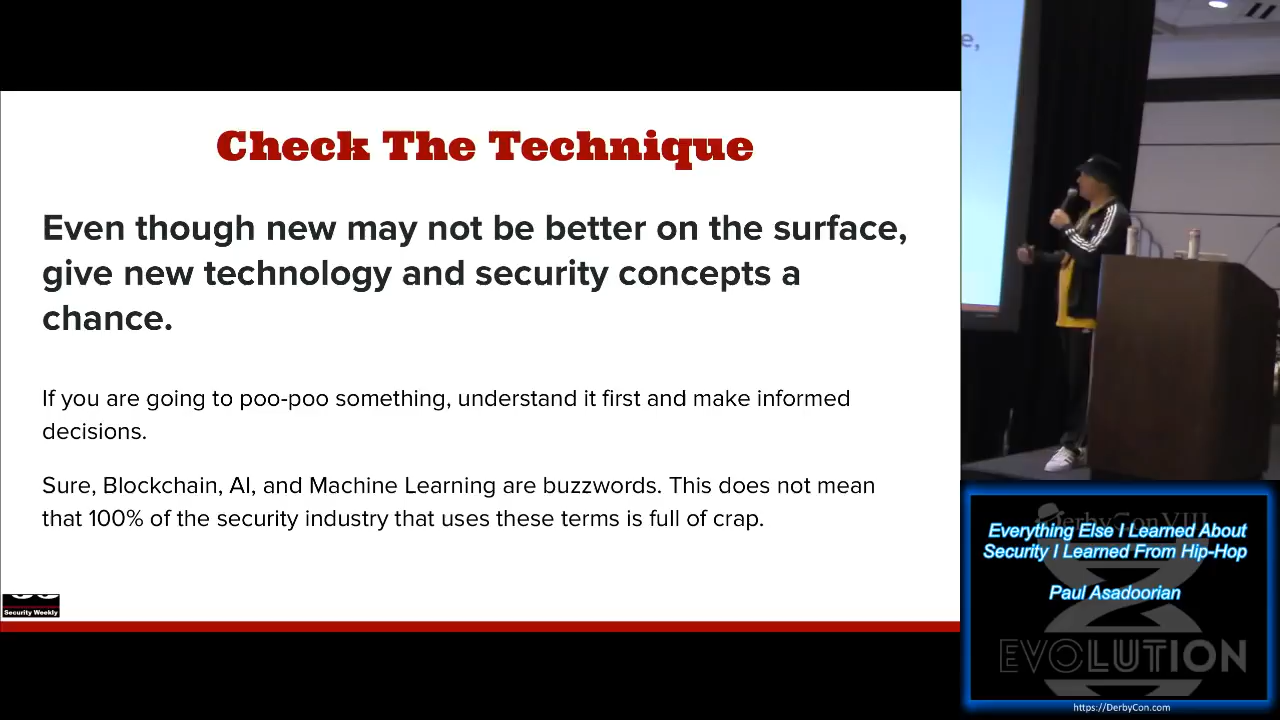 Check The Technique
Even though new may not be better on the surface,
give new technology and security concepts a
chance.
If you are going to poo-poo something, understand it first and make informed
decisions.
Sure, Blockchain, AI, and Machine Learning are buzzwords. This does not mean
that 100% of the security industry that uses these terms is full of crap.
Security Weekly
e,
DerbyCon VIII
Everything Else I Learned About
Security I Learned From Hip-Hop
Paul Asadoorian
EVOLUTION
https://DerbyCon.com